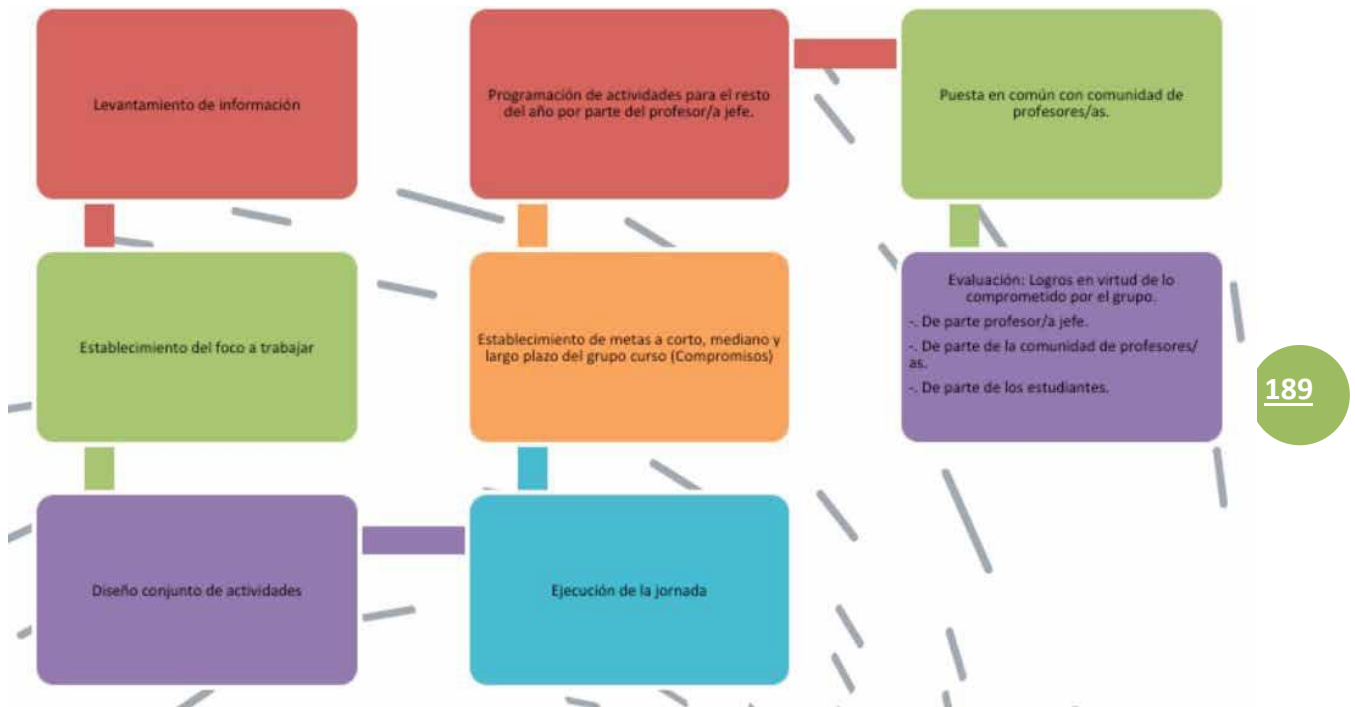 Levantamiento de información
Establecimiento del foco a trabajar
Diseño conjunto de actividades
Ejecución de la jornada
Establecimiento de metas a corto, mediano y
largo plazo del grupo curso (Compromisos)
Programación de actividades para el resto
del año por parte del profesor/a jefe.
Puesta en común con comunidad de
profesores/as.
Evaluación: Logros en virtud de lo
comprometido por el grupo.
-. De parte profesor/a jefe.
-. De parte de la comunidad de profesores/
as.
-. De parte de los estudiantes.
189